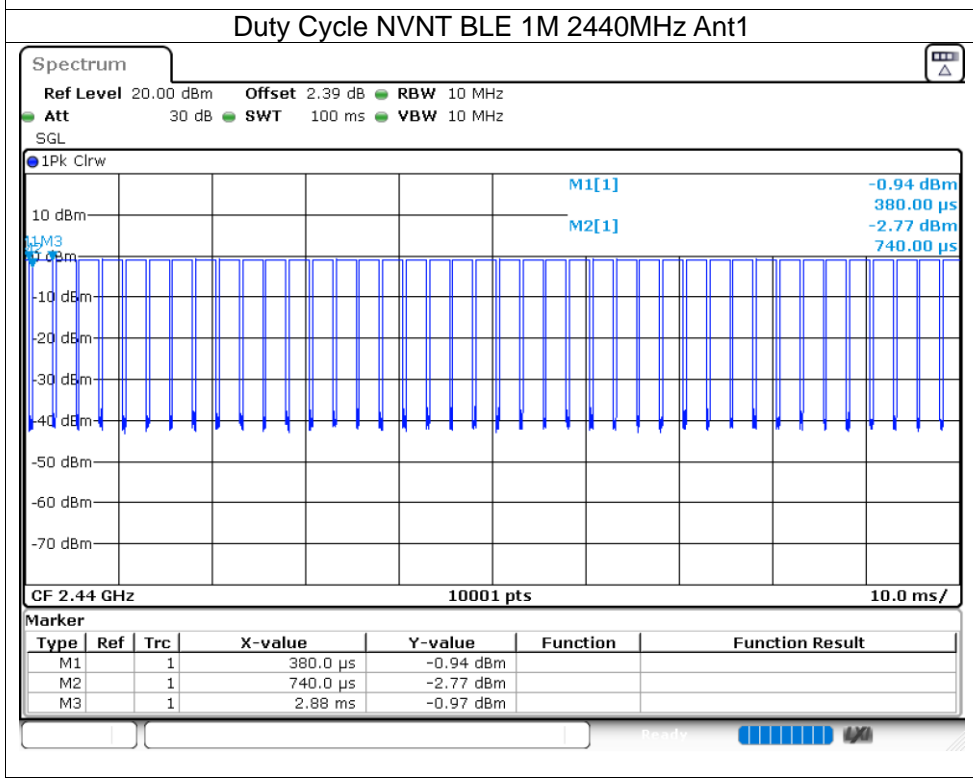 Duty Cycle NVNT BLE 1M 2440MHz Ant1
Spectrum
Ref Level 20.00 dBm Offset 2.39 dB RBW 10 MHz
Att 30 dB SWT 100 ms VBW 10 MHz
SGL
1Pk Clrw
M1[1] -0.94 dBm
380.00 µs
10 dBm
M2[1] -2.77 dBm
740.00 µs
M3
0 dBm
-10 dBm
-20 dBm
-30 dBm
-40 dBm
-50 dBm
-60 dBm
-70 dBm
CF 2.44 GHz 10001 pts 10.0 ms/
Marker
Type Ref Trc X-value Y-value Function Function Result
M1 1 380.0 µs -0.94 dBm
M2 1 740.0 µs -2.77 dBm
M3 1 2.88 ms -0.97 dBm
Ready LXI